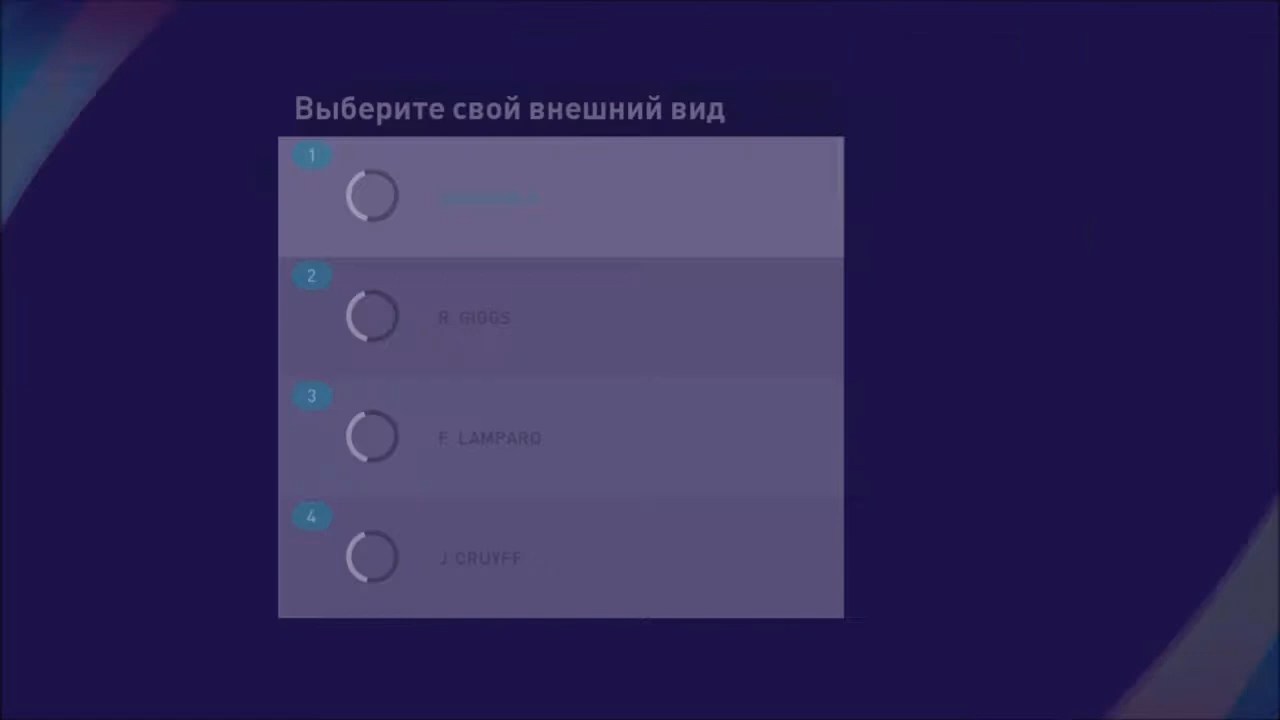 Выберите свой внешний вид
1
2
R. GIGGS
3
F. LAMPARD
4
J.CRUYFF